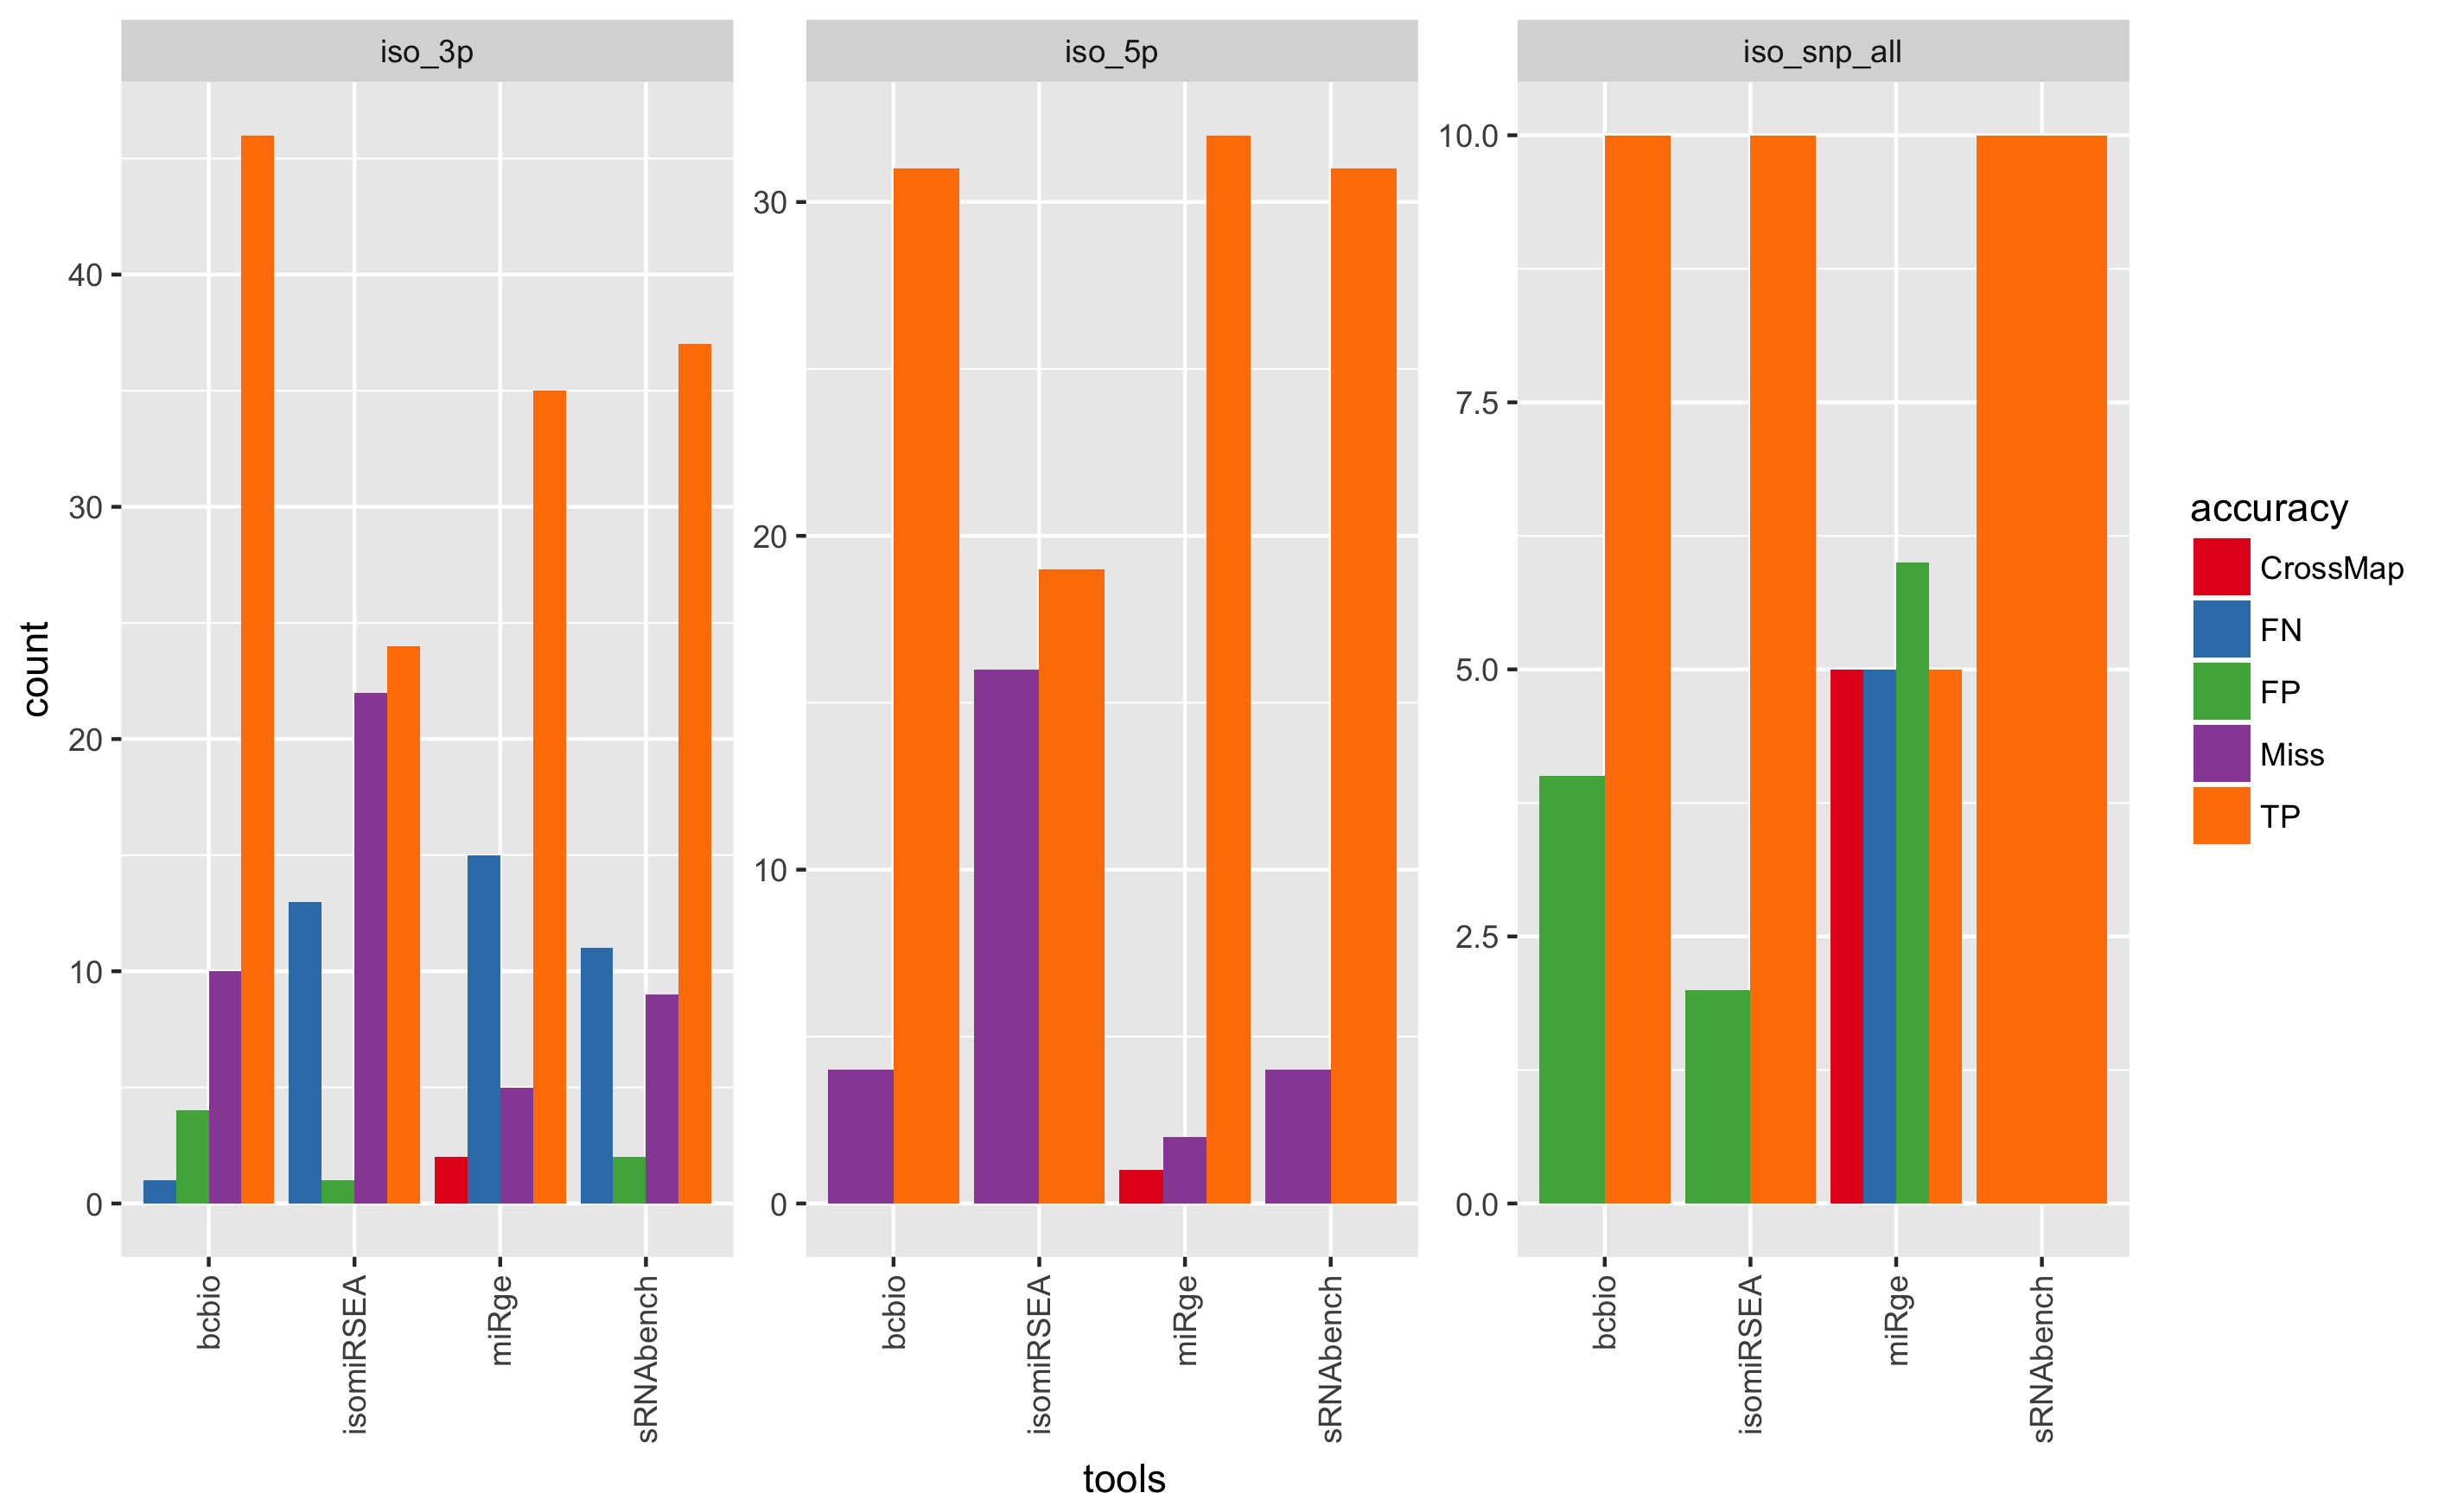 iso_3p
iso_5p
iso_snp_all
count
40
30
20
10
0
30
20
10
0
10.0
7.5
5.0
2.5
0.0
bcbio
isomiRSEA
miRge
sRNAbench
bcbio
isomiRSEA
miRge
sRNAbench
bcbio
isomiRSEA
miRge
sRNAbench
tools
accuracy
CrossMap
FN
FP
Miss
TP